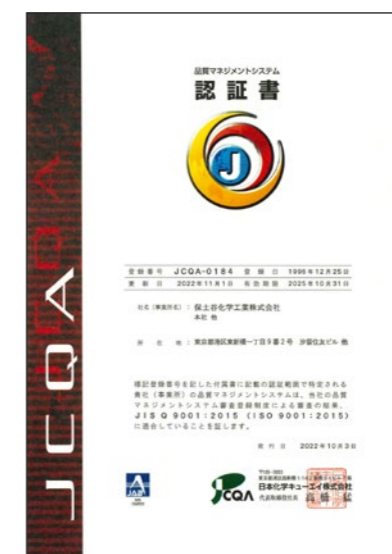 JCQA
品質マネジメントシステム
認証書
J
登録番号 JCQA-0184 登録日 1996年12月25日
更新日 2022年11月1日 有効期限 2025年10月31日
社名(事業所名): 保土谷化学工業株式会社
本社 他
所在地: 東京都港区東新橋一丁目9番2号 汐留住友ビル 他
標記登録番号を記した付属書に記載の認証範囲で特定される
貴社(事業所)の品質マネジメントシステムは、当社の品質
マネジメントシステム審査登録制度による審査の結果、
JIS Q 9001:2015 (ISO 9001:2015)
に適合していることを証します。
発行日 2022年10月3日
JAB
JCQA
日本化学キューエイ株式会社
代表取締役社長